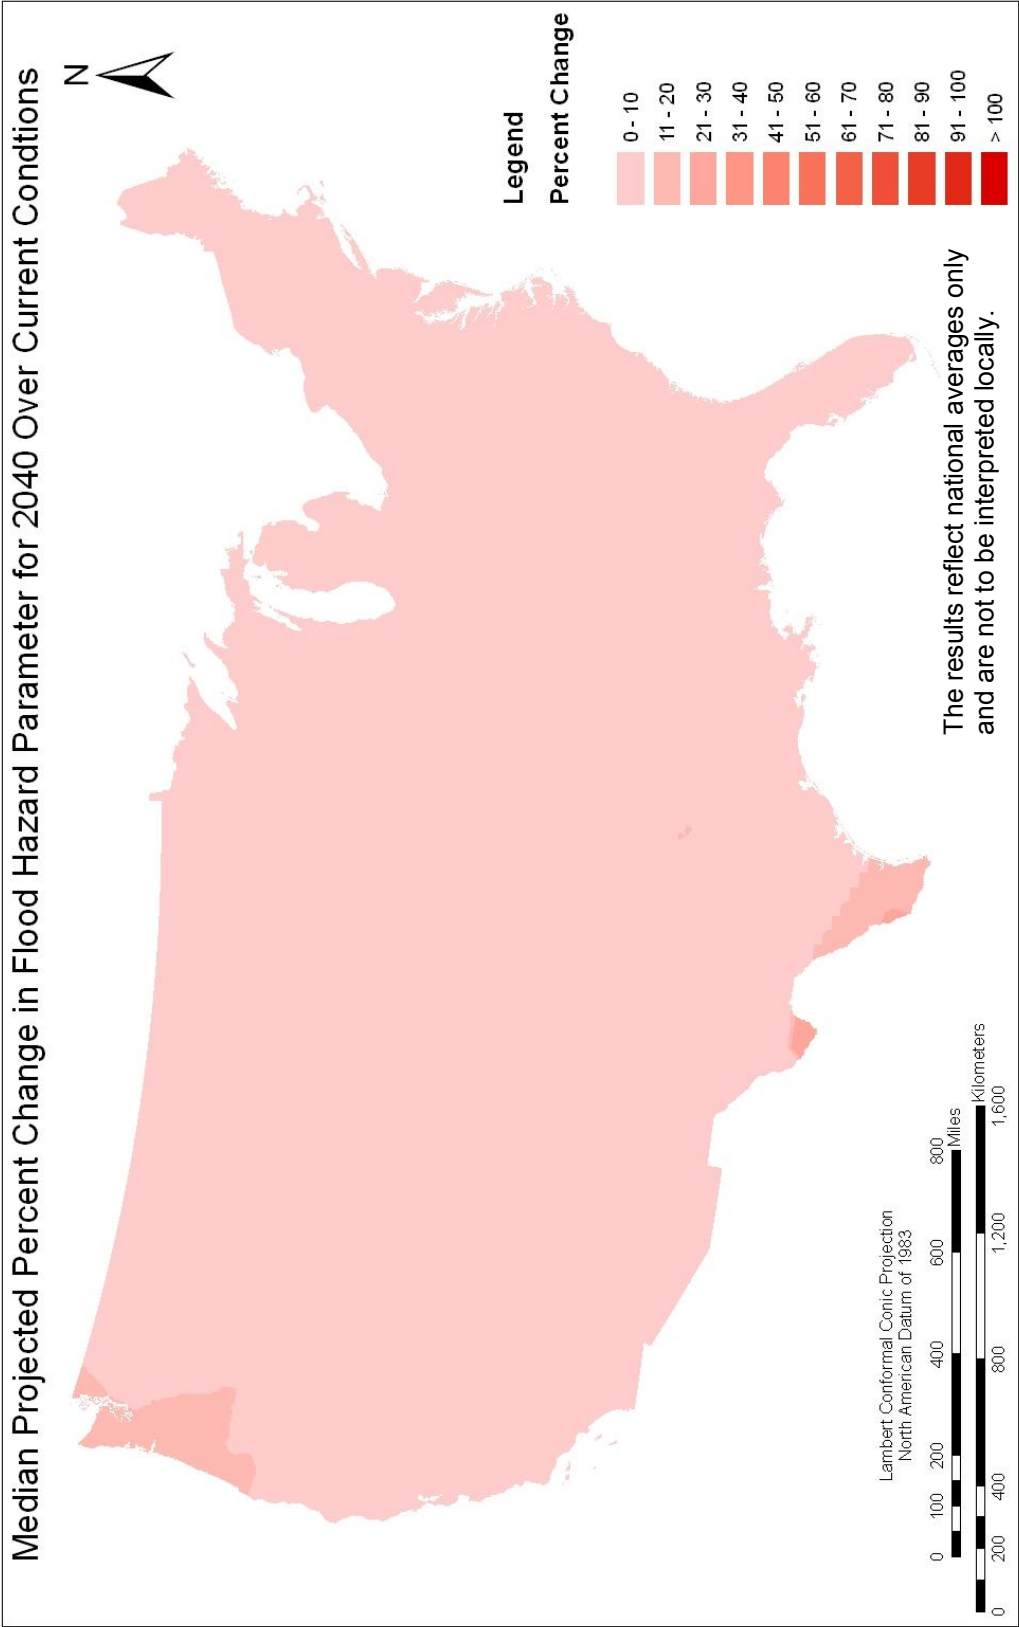 Median Projected Percent Change in Flood Hazard Parameter for 2040 Over Current Condtions
N
Legend
Percent Change
0 - 10
11 - 20
21 - 30
31 - 40
41 - 50
51 - 60
61 - 70
71 - 80
81 - 90
91 - 100
> 100
The results reflect national averages only
and are not to be interpreted locally.
Lambert Conformal Conic Projection
North American Datum of 1983
0 100 200 400 600 800
Miles
Kilometers
0 200 400 800 1,200 1,600